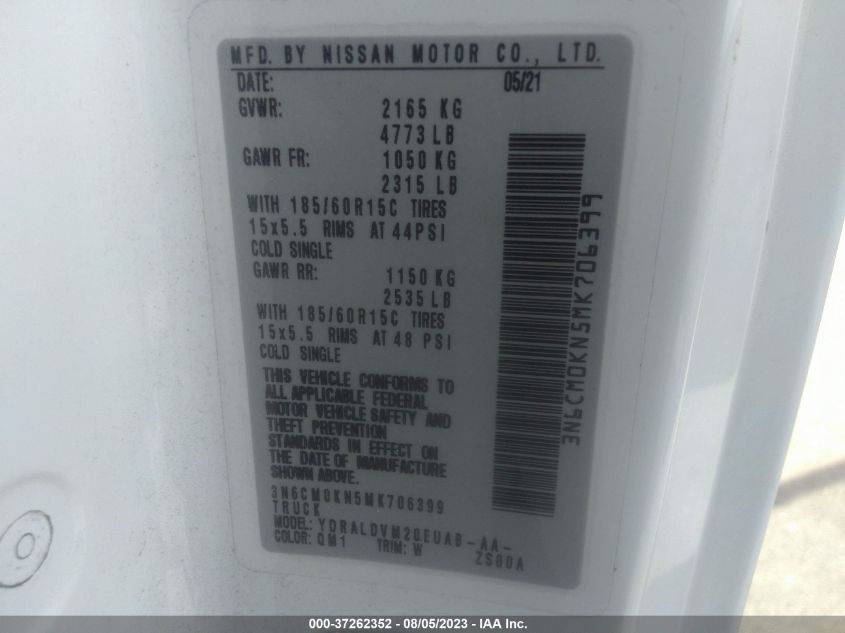 MFD. BY NISSAN MOTOR CO., LTD.
DATE: 05/21
GVWR: 2165 KG
4773 LB
GAWR FR: 1050 KG
2315 LB
WITH 185/60R15C TIRES
15x5.5 RIMS AT 44PSI
COLD SINGLE
GAWR RR: 1150 KG
2535 LB
WITH 185/60R15C TIRES
15x5.5 RIMS AT 48 PSI
COLD SINGLE
THIS VEHICLE CONFORMS TO
ALL APPLICABLE FEDERAL
MOTOR VEHICLE SAFETY AND
THEFT PREVENTION
STANDARDS IN EFFECT ON
THE DATE OF MANUFACTURE
SHOWN ABOVE.
3N6CM0KN5MK706399
TRUCK
MODEL: YDRALDVM20EUAB-AA-
ZS00A
COLOR: QM1 TRIM: W
3N6CM0KN5MK706399
000-37262352 - 08/05/2023 - IAA Inc.